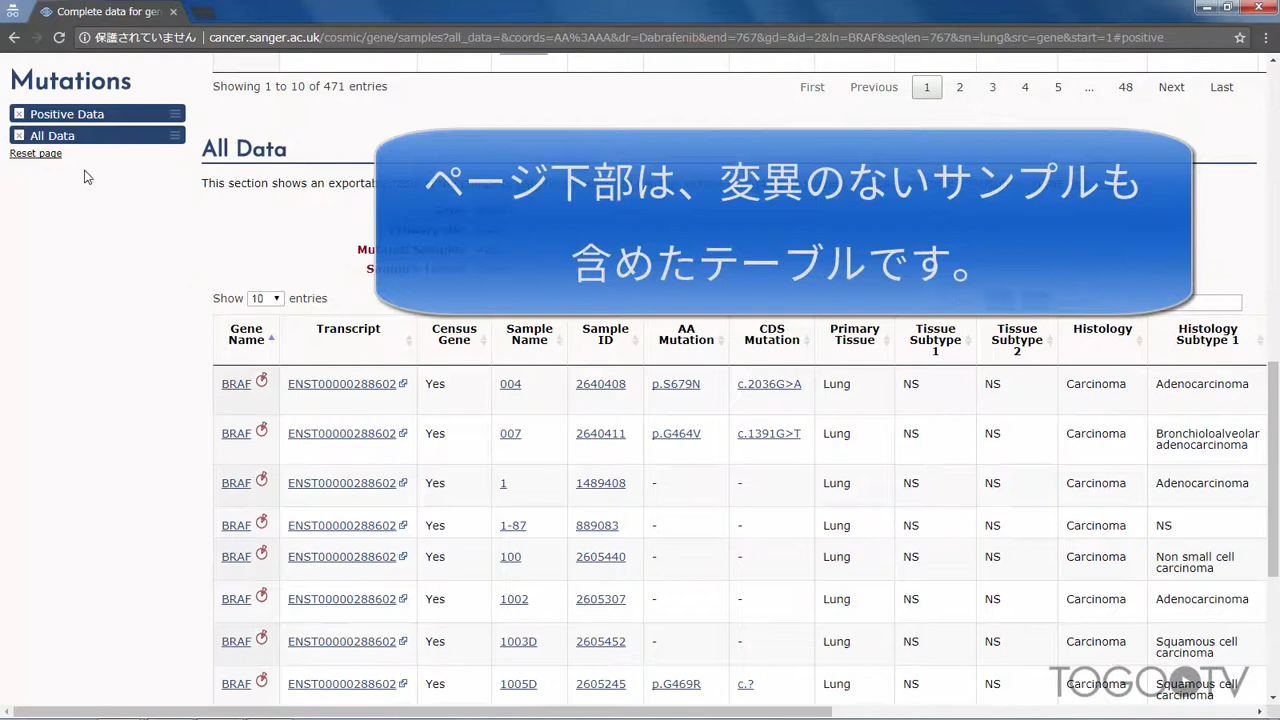 Complete data for gen
保護されていません cancer.sanger.ac.uk/cosmic/gene/samples?all_data=&coords=AA%3AAA&dr=Dabrafenib&end=767&gd=&id=2&ln=BRAF&seqlen=767&sn=lung&src=gene&start=1#positive
Mutations
Positive Data
All Data
Reset page
Showing 1 to 10 of 471 entries
First Previous 1 2 3 4 5 ... 48 Next Last
All Data
This section shows an exportab
ページ下部は、変異のないサンプルも
含めたテーブルです。
Show 10 entries
Gene Name Transcript Census Gene Sample Name Sample ID AA Mutation CDS Mutation Primary Tissue Tissue Subtype 1 Tissue Subtype 2 Histology Histology Subtype 1
BRAF ENST00000288602 Yes 004 2640408 p.S679N c.2036G>A Lung NS NS Carcinoma Adenocarcinoma
BRAF ENST00000288602 Yes 007 2640411 p.G464V c.1391G>T Lung NS NS Carcinoma Bronchioloalveolar adenocarcinoma
BRAF ENST00000288602 Yes 1 1489408 - - Lung NS NS Carcinoma Adenocarcinoma
BRAF ENST00000288602 Yes 1-87 889083 - - Lung NS NS Carcinoma NS
BRAF ENST00000288602 Yes 100 2605440 - - Lung NS NS Carcinoma Non small cell carcinoma
BRAF ENST00000288602 Yes 1002 2605307 - - Lung NS NS Carcinoma Adenocarcinoma
BRAF ENST00000288602 Yes 1003D 2605452 - - Lung NS NS Carcinoma Squamous cell carcinoma
BRAF ENST00000288602 Yes 1005D 2605245 p.G469R c.? Lung NS NS Carcinoma Squamous cell carcinoma
TOGO TV